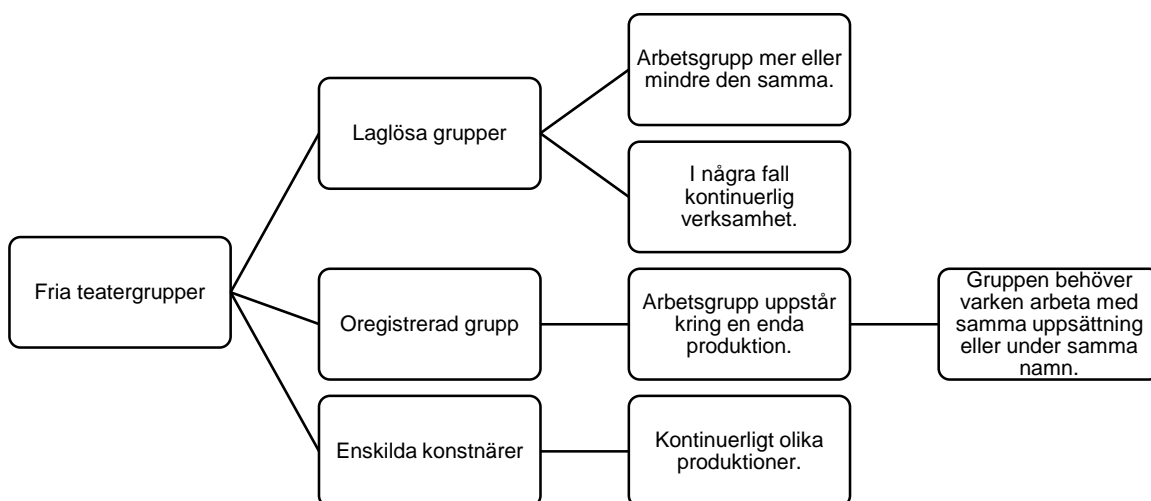 Fria teatergrupper
Laglösa grupper
Arbetsgrupp mer eller
mindre den samma.
I några fall
kontinuerlig
verksamhet.
Oregistrerad grupp
Arbetsgrupp uppstår
kring en enda
produktion.
Gruppen behöver
varken arbeta med
samma uppsättning
eller under samma
namn.
Enskilda konstnärer
Kontinuerligt olika
produktioner.